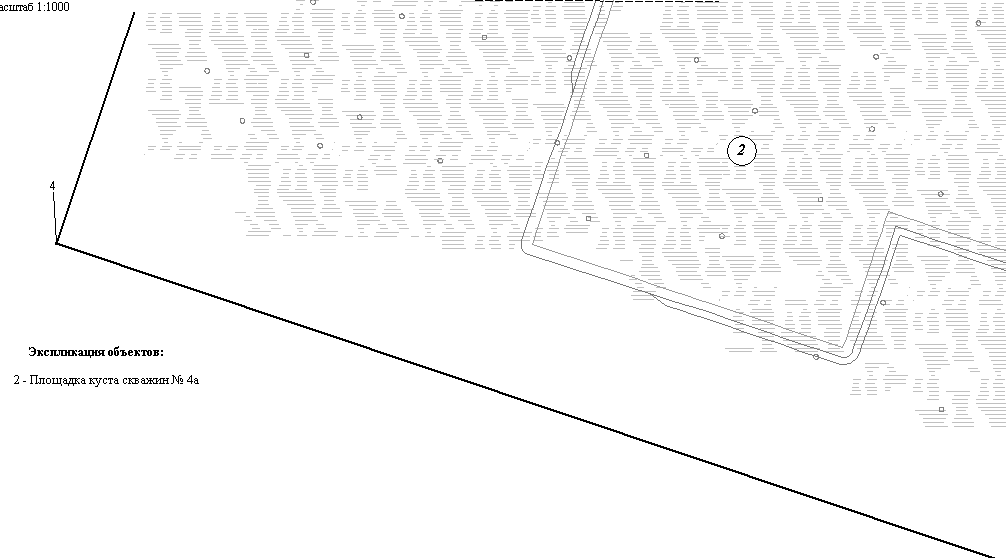 асштаб 1:1000
2
4
Экспликация объектов:
2 - Площадка куста скважин № 4а